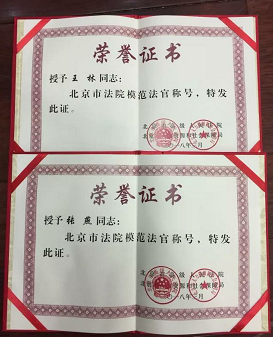 荣誉证书
授予王 林同志:
北京市法院模范法官称号,特发
此证。
荣誉证书
授予张 燕同志:
北京市法院模范法官称号,特发
此证。